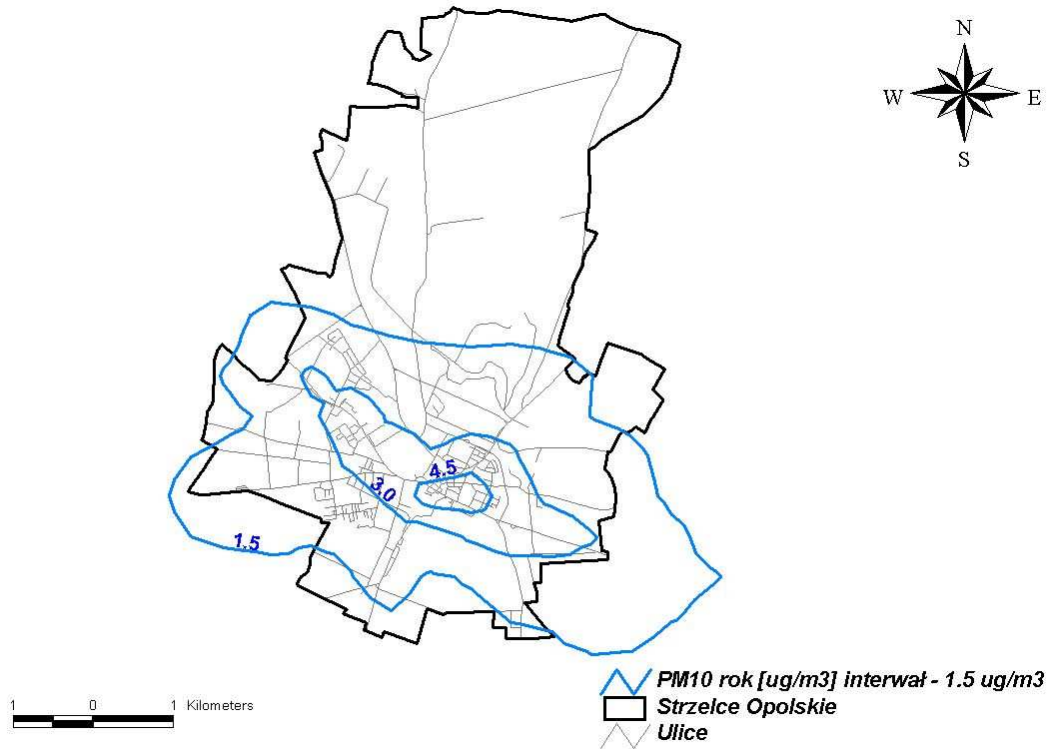 N
W E
S
4.5
3.0
1.5
1 0 1 Kilometers
PM10 rok [ug/m3] interwał - 1.5 ug/m3
Strzelce Opolskie
Ulice